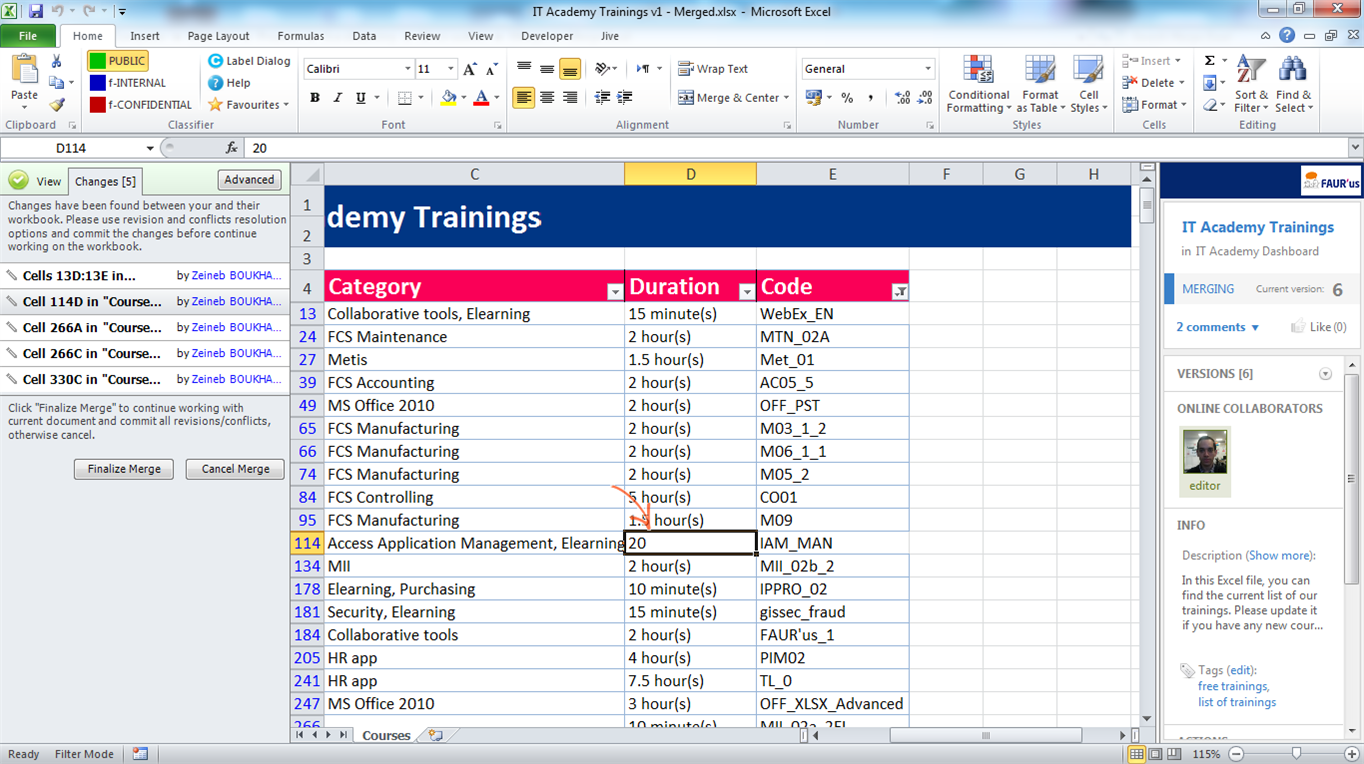 IT Academy Trainings v1 - Merged.xlsx - Microsoft Excel
File Home Insert Page Layout Formulas Data Review View Developer Jive
Paste
PUBLIC
f-INTERNAL
f-CONFIDENTIAL
Label Dialog
Help
Favourites
Calibri 11
B I U
Wrap Text
Merge & Center
General
Conditional Formatting
Format as Table
Cell Styles
Insert
Delete
Format
Sort & Filter
Find & Select
Clipboard Classifier Font Alignment Number Styles Cells Editing
D114 fx 20
View Changes [5] Advanced
Changes have been found between your and their
workbook. Please use revision and conflicts resolution
options and commit the changes before continue
working on the workbook.
Cells 13D:13E in... by Zeineb BOUKHA...
Cell 114D in "Course... by Zeineb BOUKHA...
Cell 266A in "Course... by Zeineb BOUKHA...
Cell 266C in "Course... by Zeineb BOUKHA...
Cell 330C in "Course... by Zeineb BOUKHA...
Click "Finalize Merge" to continue working with
current document and commit all revisions/conflicts,
otherwise cancel.
Finalize Merge Cancel Merge
C D E F G H
1
demy Trainings
2
3
4 Category Duration Code
13 Collaborative tools, Elearning 15 minute(s) WebEx_EN
24 FCS Maintenance 2 hour(s) MTN_02A
27 Metis 1.5 hour(s) Met_01
39 FCS Accounting 2 hour(s) AC05_5
49 MS Office 2010 2 hour(s) OFF_PST
65 FCS Manufacturing 2 hour(s) M03_1_2
66 FCS Manufacturing 2 hour(s) M06_1_1
74 FCS Manufacturing 2 hour(s) M05_2
84 FCS Controlling 5 hour(s) CO01
95 FCS Manufacturing 1.5 hour(s) M09
114 Access Application Management, Elearning 20 IAM_MAN
134 MII 2 hour(s) MII_02b_2
178 Elearning, Purchasing 10 minute(s) IPPRO_02
181 Security, Elearning 15 minute(s) gissec_fraud
184 Collaborative tools 2 hour(s) FAUR'us_1
205 HR app 4 hour(s) PIM02
241 HR app 7.5 hour(s) TL_0
247 MS Office 2010 3 hour(s) OFF_XLSX_Advanced
266 10 minute(s)
Courses
FAUR'us
IT Academy Trainings
in IT Academy Dashboard
MERGING Current version: 6
2 comments Like (0)
VERSIONS [6]
ONLINE COLLABORATORS
editor
INFO
Description (Show more):
In this Excel file, you can
find the current list of our
trainings. Please update it
if you have any new cour...
Tags (edit):
free trainings,
list of trainings
ACTIONS
Ready Filter Mode 115%